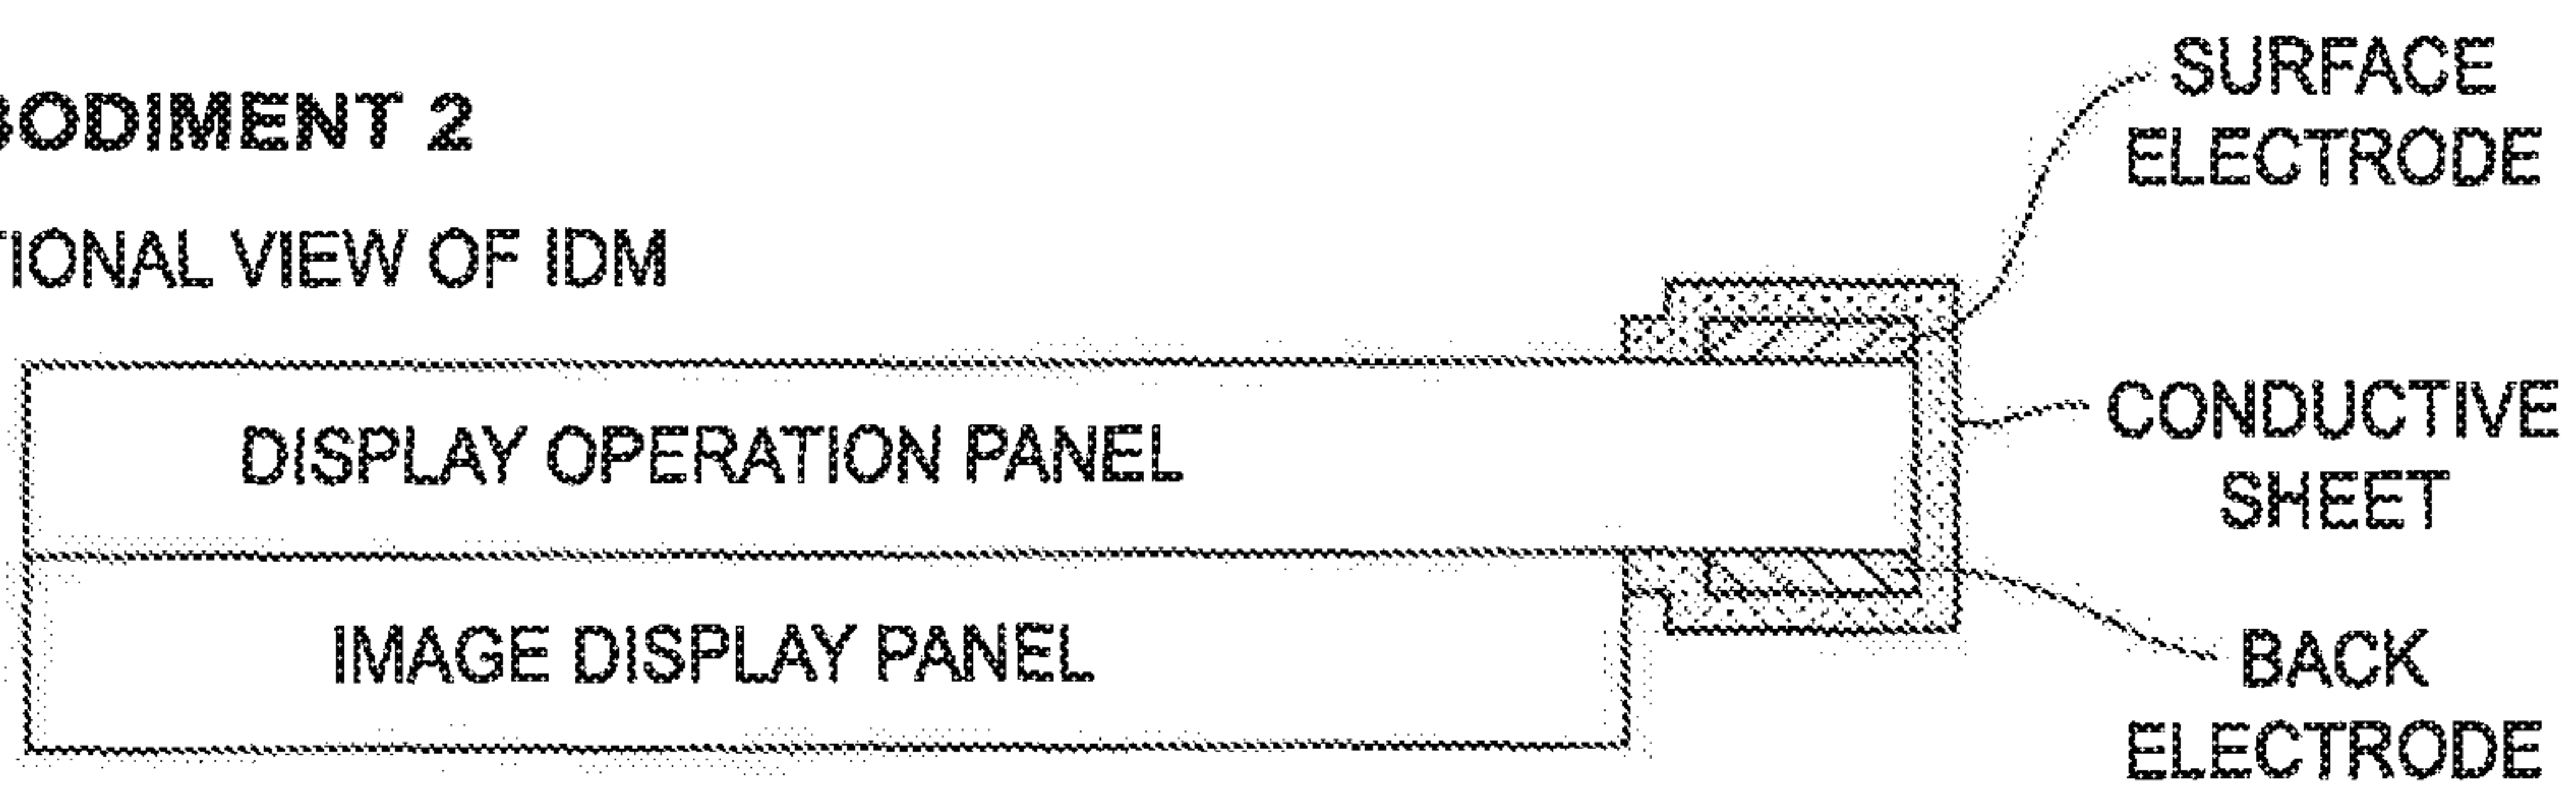 BODIMENT 2
TIONAL VIEW OF IDM
SURFACE
ELECTRODE
DISPLAY OPERATION PANEL
CONDUCTIVE
SHEET
IMAGE DISPLAY PANEL
BACK
ELECTRODE